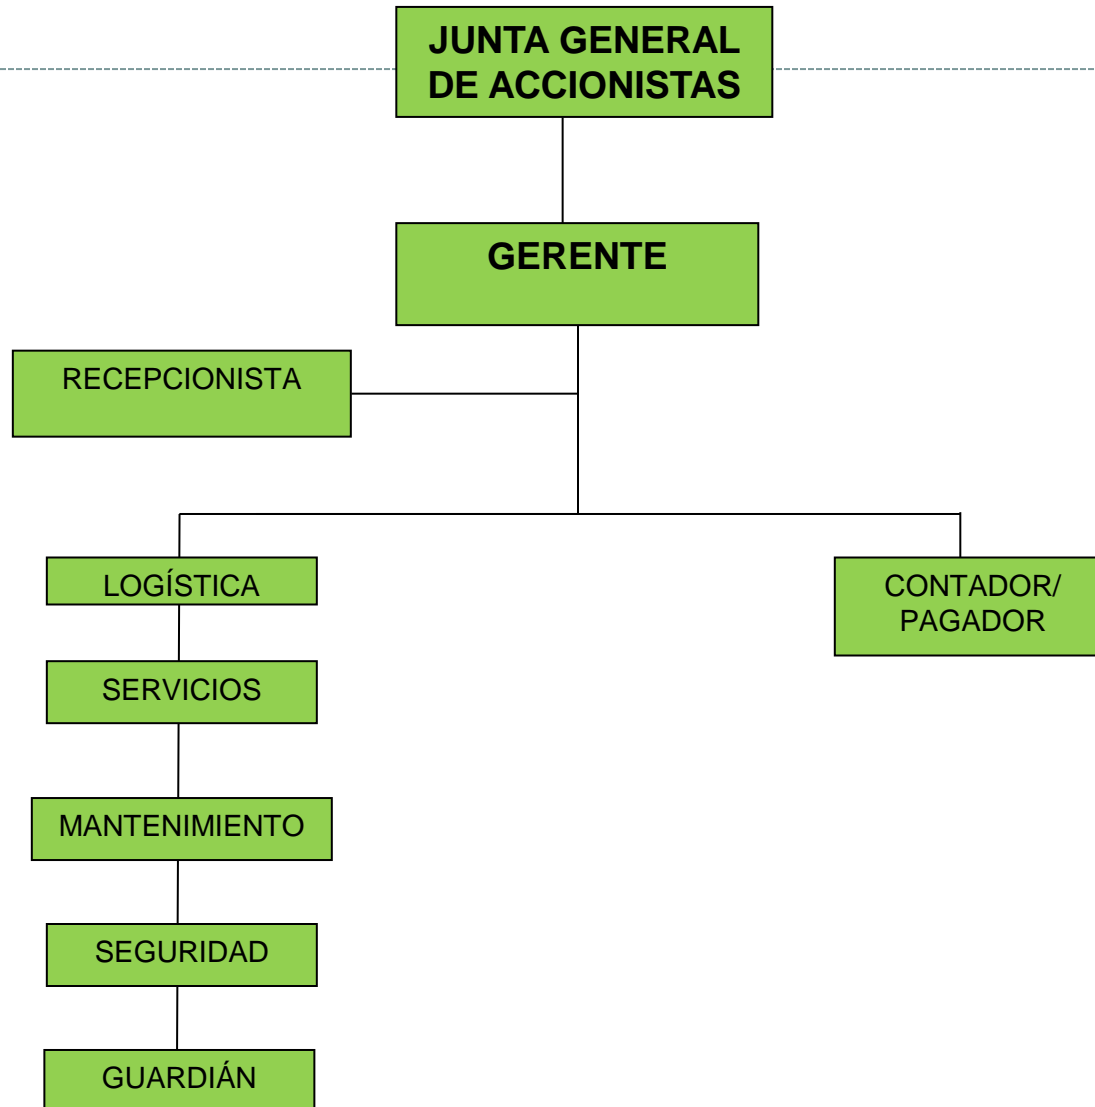 JUNTA GENERAL
DE ACCIONISTAS
GERENTE
RECEPCIONISTA
LOGÍSTICA
CONTADOR/
PAGADOR
SERVICIOS
MANTENIMIENTO
SEGURIDAD
GUARDIÁN